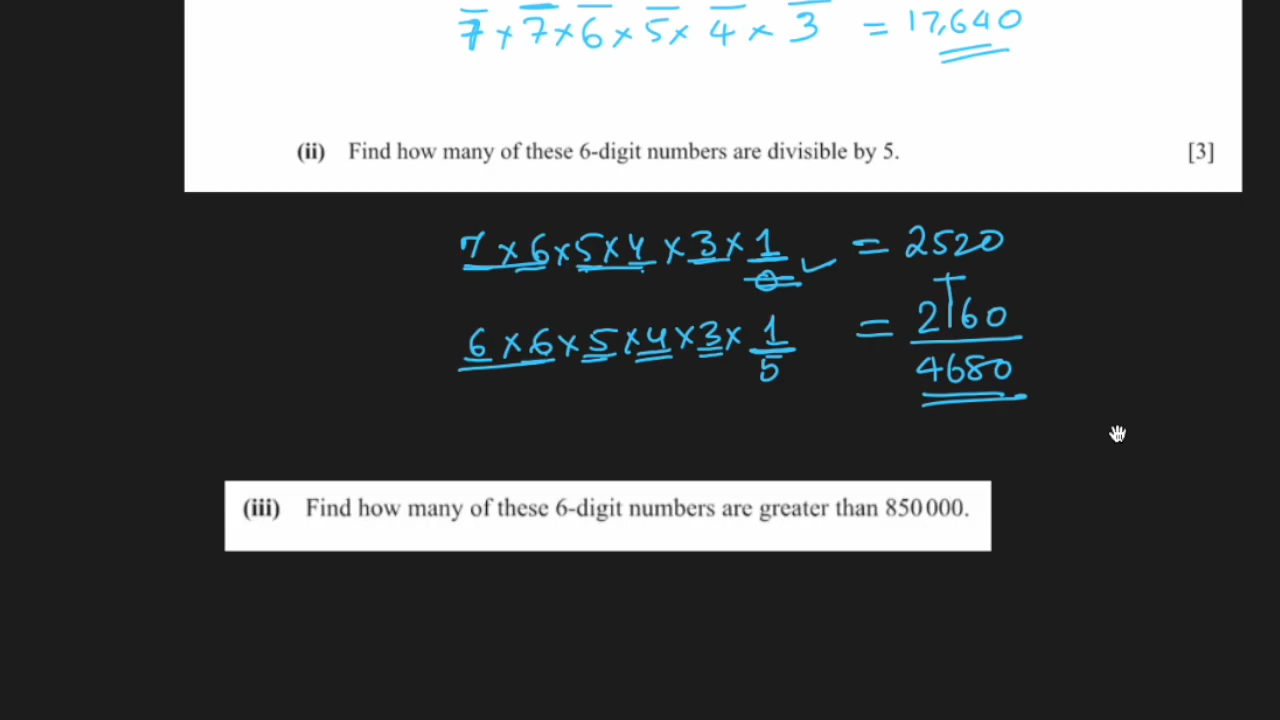 7 × 7 × 6 × 5 × 4 × 3 = 17,640
(ii) Find how many of these 6-digit numbers are divisible by 5. [3]
7 × 6 × 5 × 4 × 3 × 1 = 2520
0
6 × 6 × 5 × 4 × 3 × 1 = 2160
5 4680
(iii) Find how many of these 6-digit numbers are greater than 850 000.